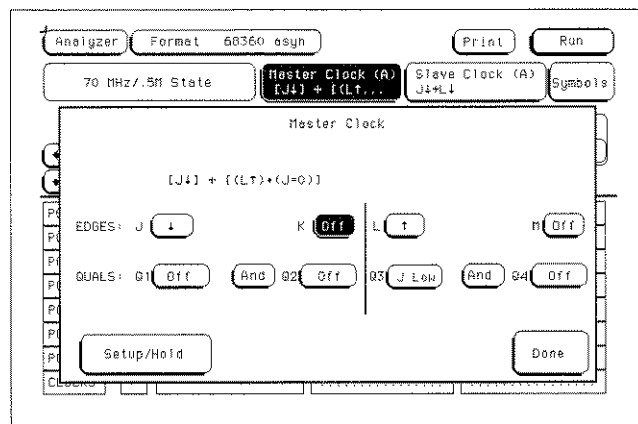 Analyzer Format 68360 asyn Print Run
70 MHz/.5M State Master Clock (A) Slave Clock (A) Symbols
[J↓] + [(L↑... J↓+L↓
Master Clock
[J↓] + [(L↑)•(J=0)]
EDGES: J ↓ K Off L ↑ M Off
QUALS: Q1 Off And Q2 Off Q3 J Low And Q4 Off
Setup/Hold Done